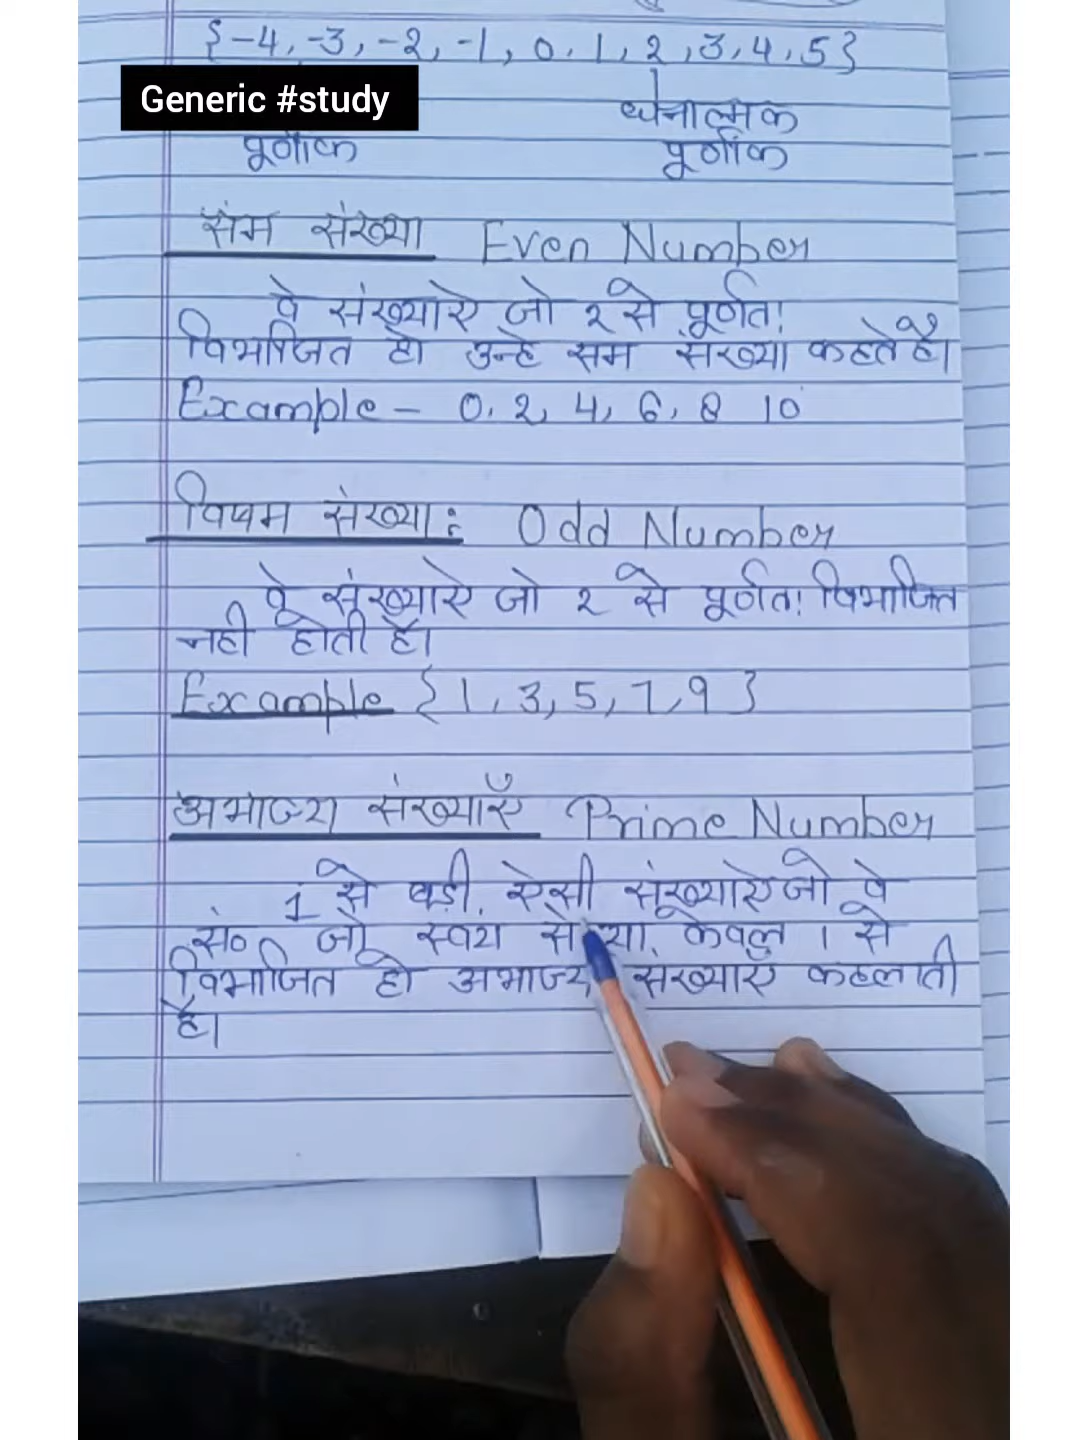 {-4, -3, -2, -1, 0, 1, 2, 3, 4, 5}
Generic #study
धनात्मक
पूर्णांक
पूर्णांक
सम संख्या Even Number
वे संख्याऐ जो 2 से पूर्णत!
विभाजित हो उन्हे सम संख्या कहते है।
Example - 0, 2, 4, 6, 8 10
विषम संख्या: Odd Number
वे संख्याऐ जो 2 से पूर्णत! विभाजित
नही होती है।
Example {1, 3, 5, 7, 9}
अभाज्य संख्याएँ Prime Number
1 से बड़ी, ऐसी संख्याऐ जो वे
सं० जो स्वय से या, केवल 1 से
विभाजित हो अभाज्य संख्याएँ कहलाती
है।